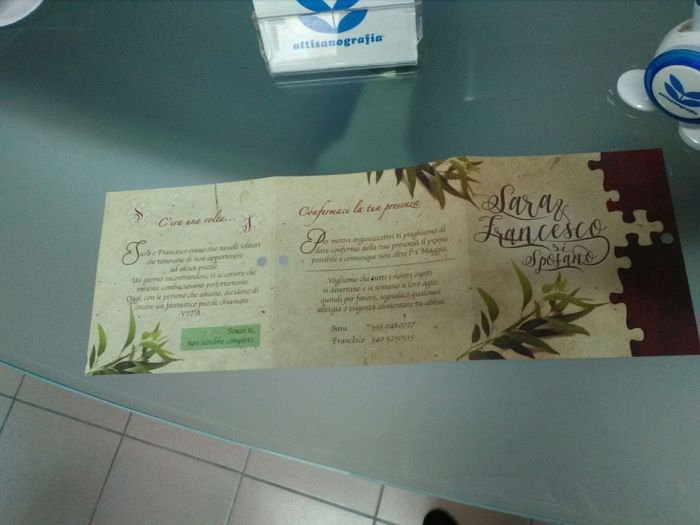 attisanografia
S
C'era una volta...
F
Sara e Francesco erano due tasselli solitari
che temevano di non appartenere
ad alcun puzzle.
Un giorno incontrandosi, si accorsero che
insieme combaciavano perfettamente.
Oggi, con le persone che amano, decidono di
creare un fantastico puzzle chiamato
VITA.
Senza te,
non sarebbe completo.
Confermaci la tua presenza
Per motivi organizzativi ti preghiamo di
dare conferma della tua presenza il prima
possibile e comunque non oltre l'1 Maggio.
Vogliamo che tutti i nostri ospiti
si divertano e si sentano a loro agio,
quindi per favore, segnalaci qualsiasi
allergia o esigenza alimentare tu abbia.
Sara 393 0480727
Francesco 340 5250515
Sara &
Francesco
si
Sposano